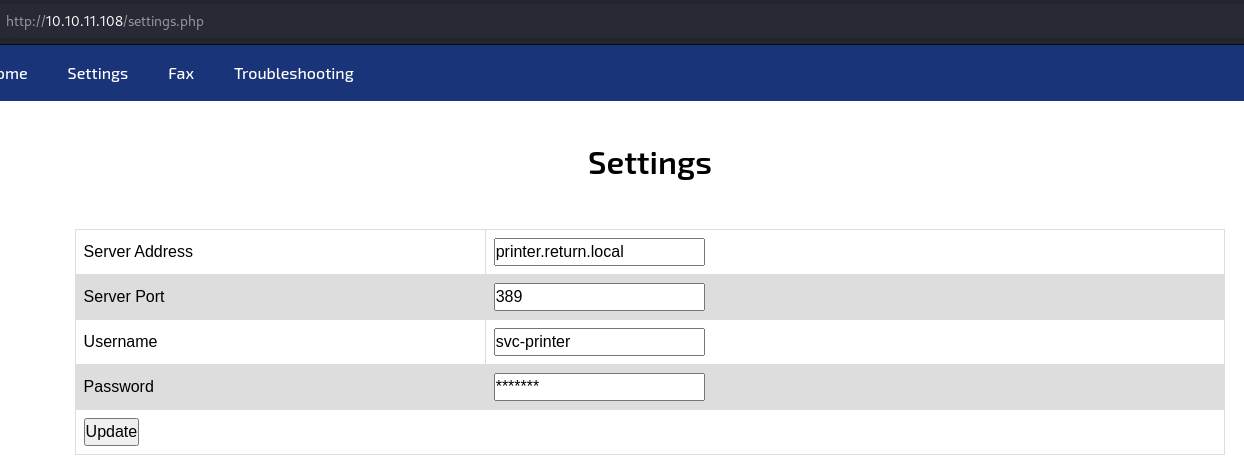 http://10.10.11.108/settings.php
ome Settings Fax Troubleshooting
Settings
Server Address printer.return.local
Server Port 389
Username svc-printer
Password *******
Update